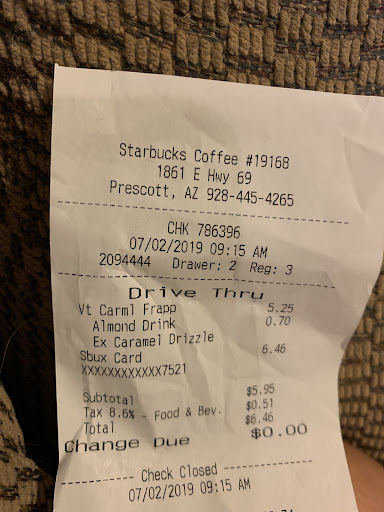 Starbucks Coffee #19168
1861 E Hwy 69
Prescott, AZ 928-445-4265
CHK 786396
07/02/2019 09:15 AM
2094444 Drawer: 2 Reg: 3
Drive Thru
Vt Carml Frapp 5.25
Almond Drink 0.70
Ex Caramel Drizzle
Sbux Card 6.46
XXXXXXXXXXXX7521
Subtotal $5.95
Tax 8.6% - Food & Bev. $0.51
Total $6.46
Change Due $0.00
Check Closed
07/02/2019 09:15 AM